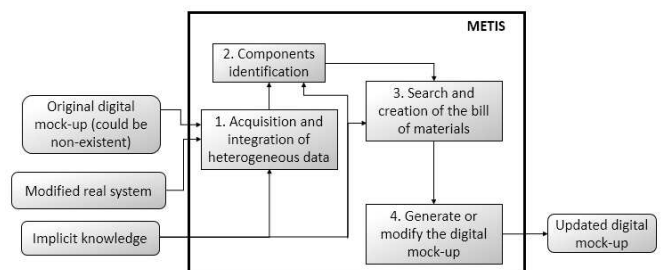 METIS
2. Components
identification
3. Search and
creation of the bill
of materials
Original digital
mock-up (could be
non-existent)
1. Acquisition and
integration of
heterogeneous data
Modified real system
Implicit knowledge
4. Generate or
modify the digital
mock-up
Updated digital
mock-up